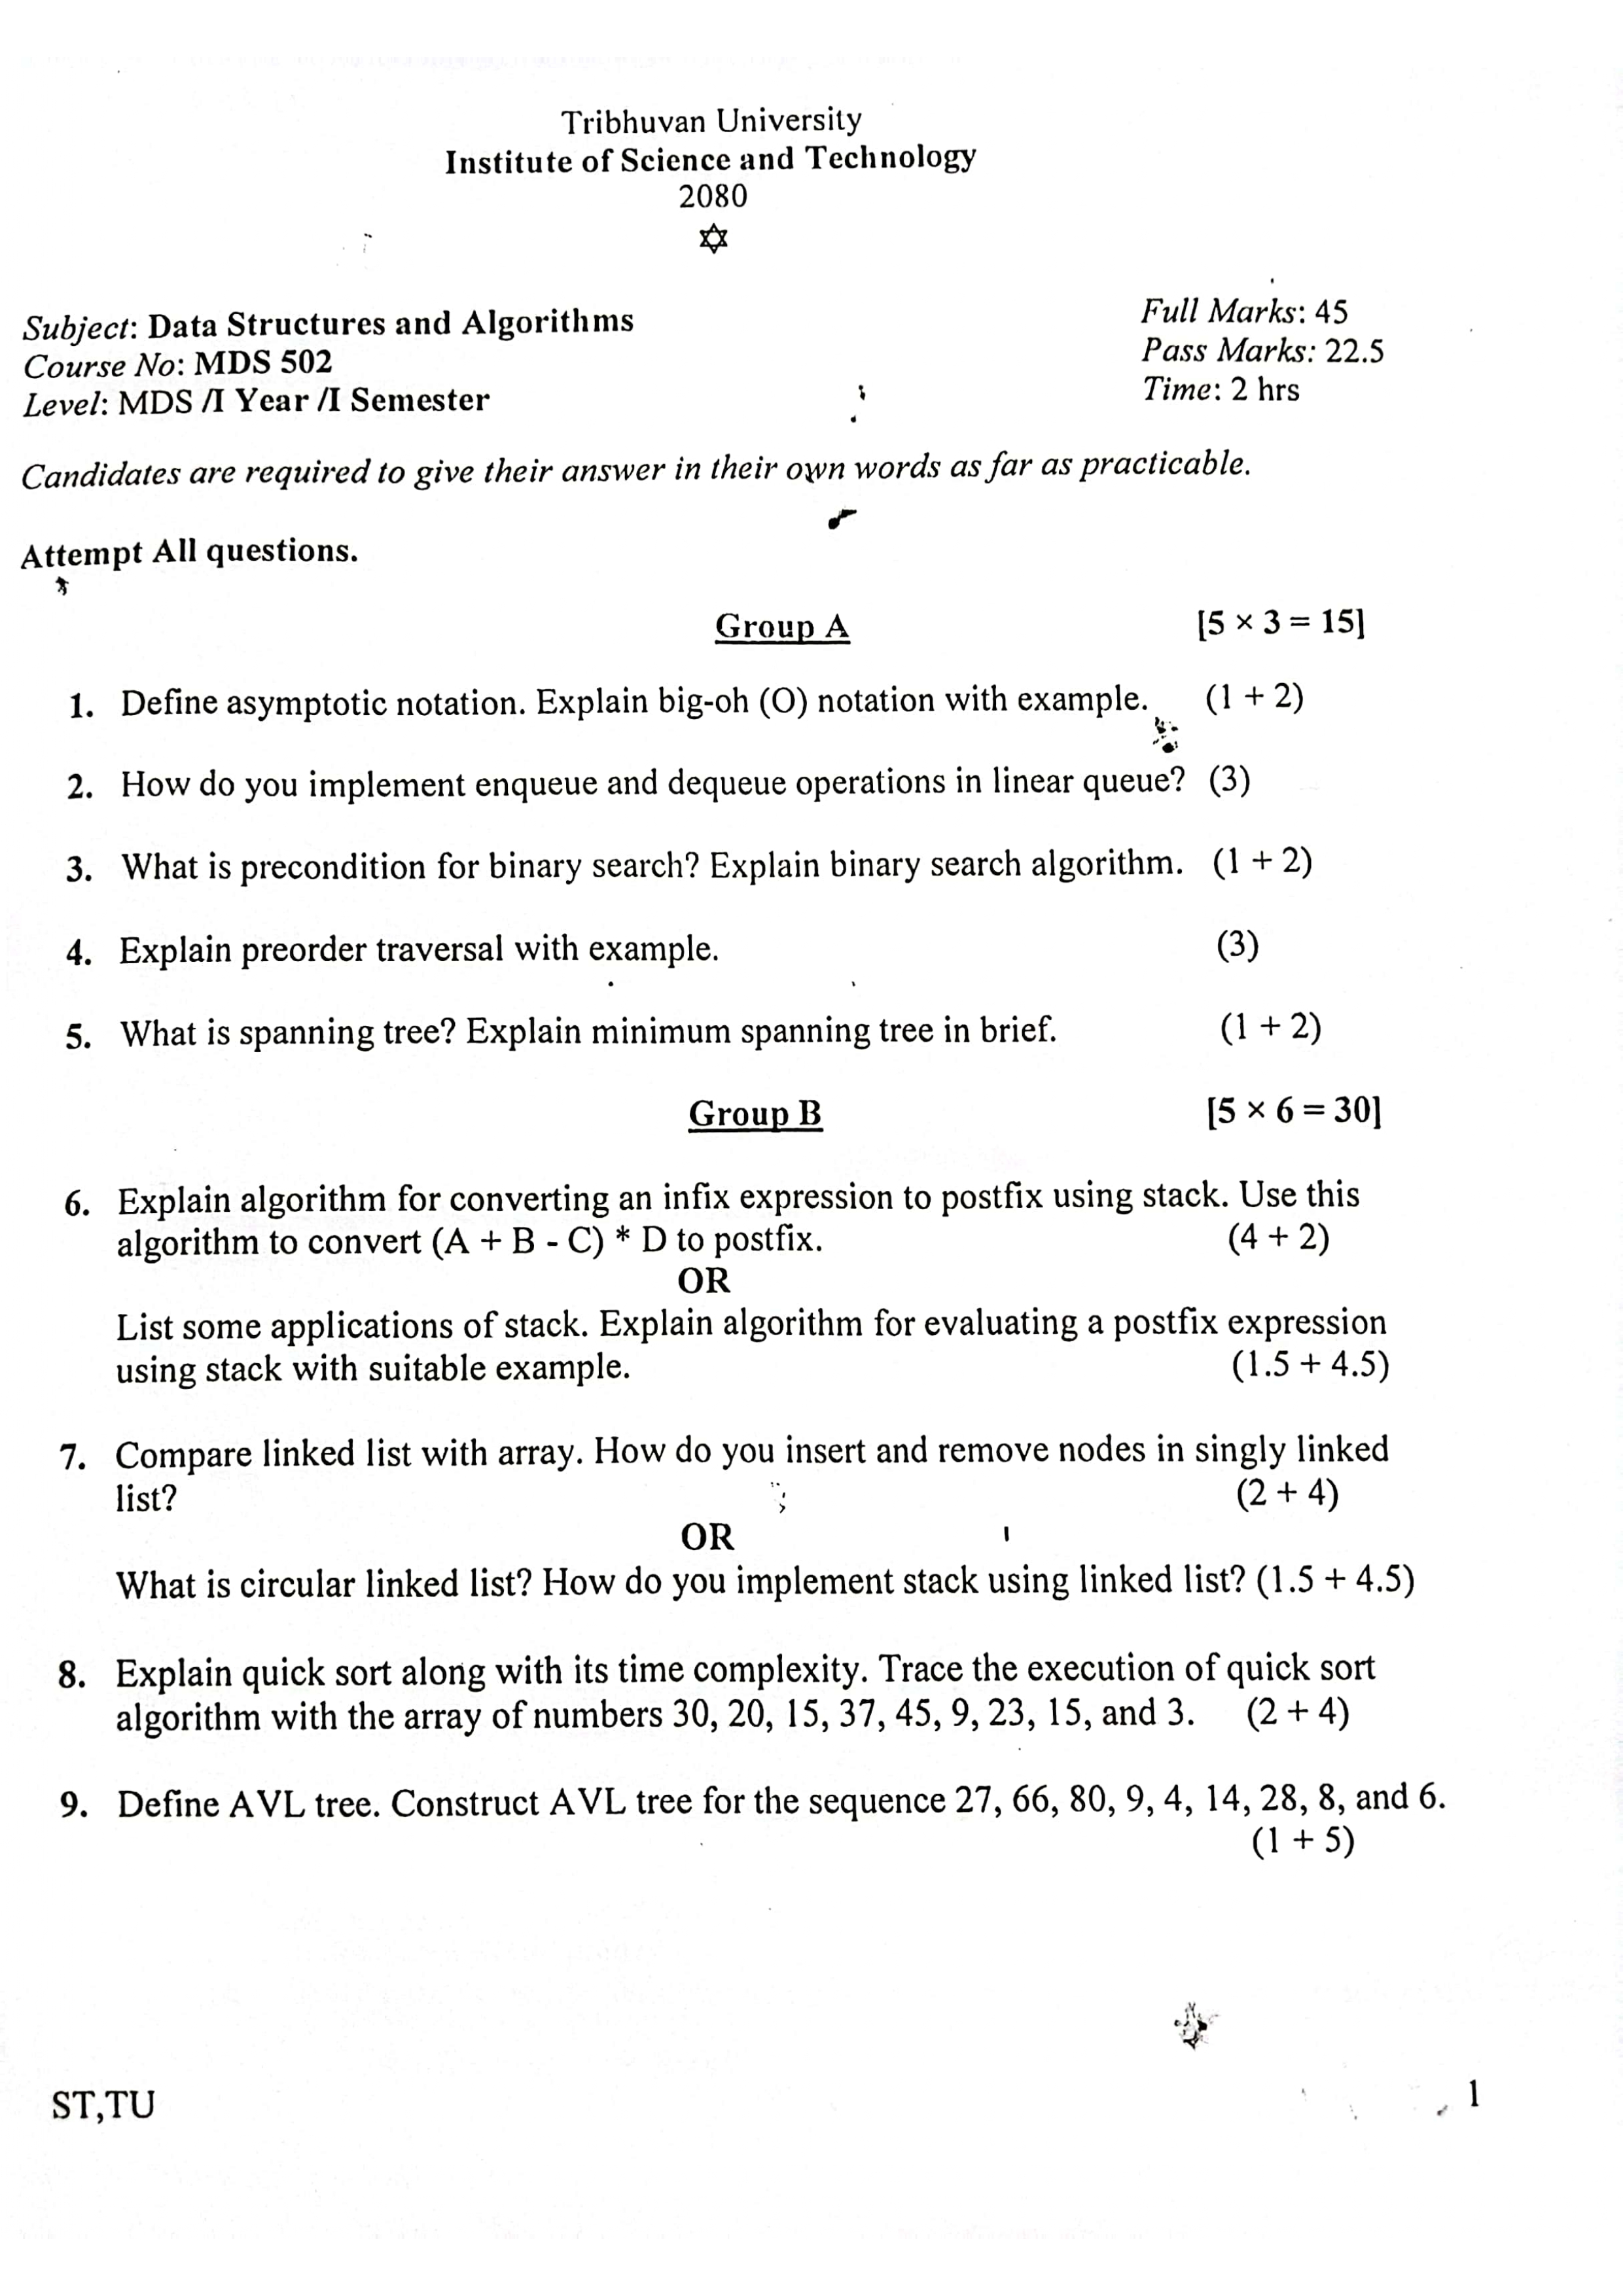 Tribhuvan University
Institute of Science and Technology
2080
Subject: Data Structures and Algorithms
Full Marks: 45
Course No: MDS 502
Pass Marks: 22.5
Level: MDS /I Year /I Semester
Time: 2 hrs
Candidates are required to give their answer in their own words as far as practicable.
Attempt All questions.
Group A [5 × 3 = 15]
1. Define asymptotic notation. Explain big-oh (O) notation with example. (1 + 2)
2. How do you implement enqueue and dequeue operations in linear queue? (3)
3. What is precondition for binary search? Explain binary search algorithm. (1 + 2)
4. Explain preorder traversal with example. (3)
5. What is spanning tree? Explain minimum spanning tree in brief. (1 + 2)
Group B [5 × 6 = 30]
6. Explain algorithm for converting an infix expression to postfix using stack. Use this
algorithm to convert (A + B - C) * D to postfix. (4 + 2)
OR
List some applications of stack. Explain algorithm for evaluating a postfix expression
using stack with suitable example. (1.5 + 4.5)
7. Compare linked list with array. How do you insert and remove nodes in singly linked
list? (2 + 4)
OR
What is circular linked list? How do you implement stack using linked list? (1.5 + 4.5)
8. Explain quick sort along with its time complexity. Trace the execution of quick sort
algorithm with the array of numbers 30, 20, 15, 37, 45, 9, 23, 15, and 3. (2 + 4)
9. Define AVL tree. Construct AVL tree for the sequence 27, 66, 80, 9, 4, 14, 28, 8, and 6.
(1 + 5)
ST,TU 1